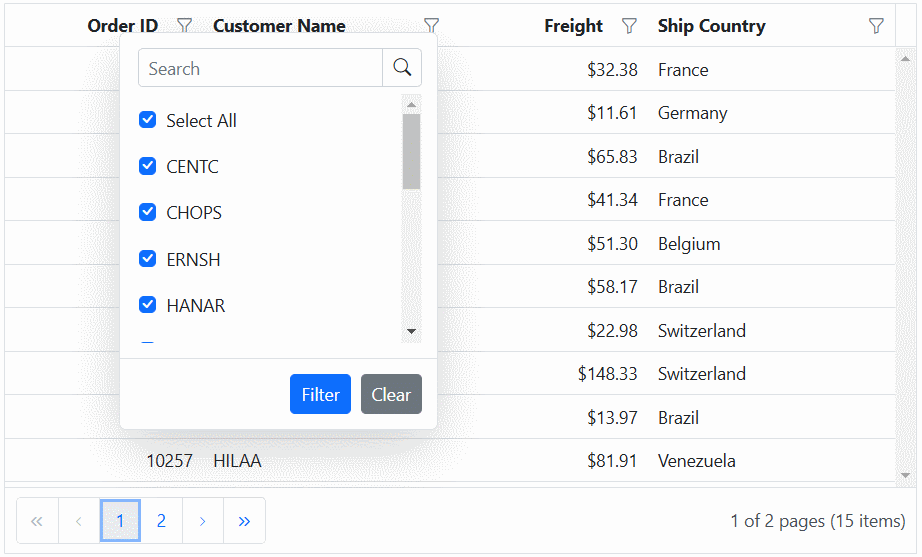 Order ID Customer Name Freight Ship Country
Search
$32.38 France
Select All
$11.61 Germany
CENTC
$65.83 Brazil
CHOPS
$41.34 France
ERNSH
$51.30 Belgium
HANAR
$58.17 Brazil
$22.98 Switzerland
$148.33 Switzerland
Filter Clear
$13.97 Brazil
10257 HILAA $81.91 Venezuela
« ‹ 1 2 › » 1 of 2 pages (15 items)